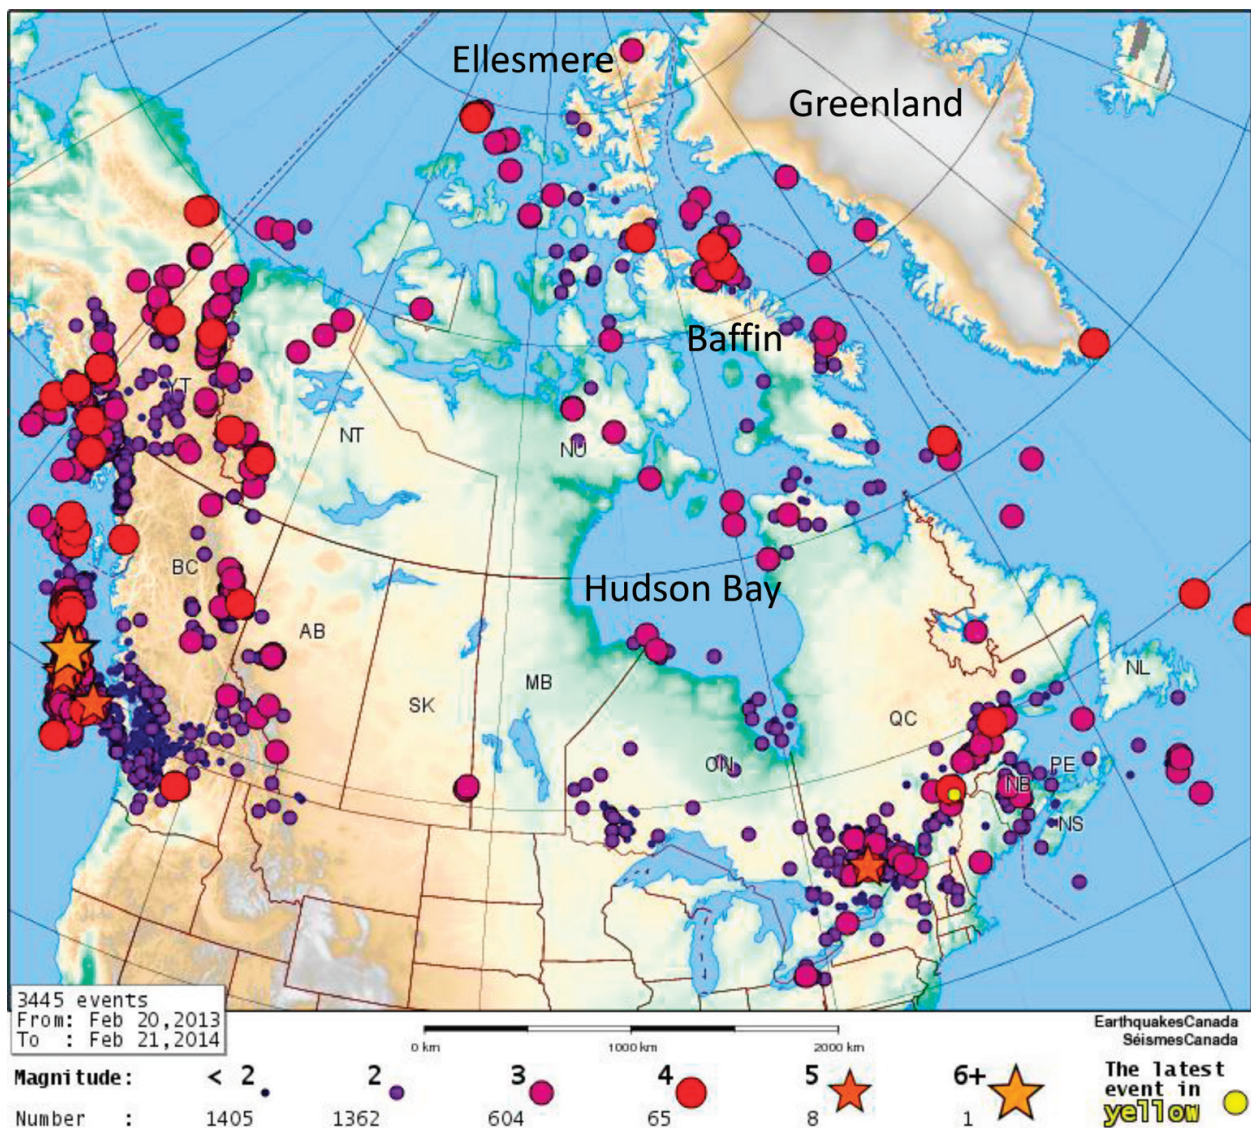 Ellesmere
Greenland
Baffin
YT
NT
NU
BC
Hudson Bay
AB
SK
MB
NL
QC
ON
PE
NB
NS
3445 events
From: Feb 20,2013
To : Feb 21,2014
EarthquakesCanada
SéismesCanada
0 km 1000 km 2000 km
Magnitude: < 2 2 3 4 5 6+
Number : 1405 1362 604 65 8 1
The latest
event in
yellow